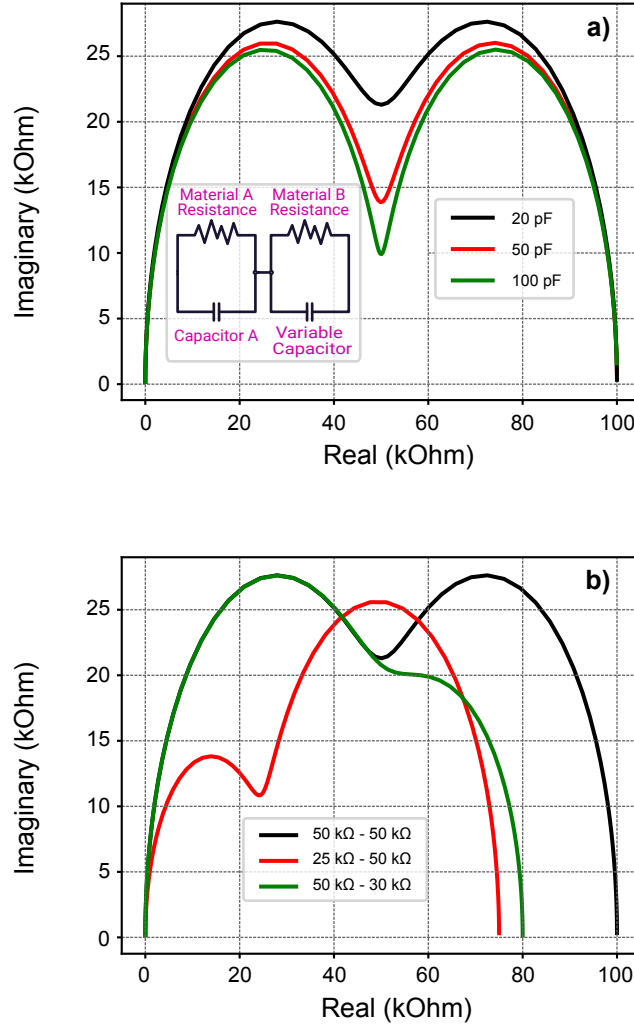 a)
25
20
15
10
5
0
Imaginary (kOhm)
Material A
Resistance
Material B
Resistance
Capacitor A
Variable
Capacitor
20 pF
50 pF
100 pF
0 20 40 60 80 100
Real (kOhm)
b)
25
20
15
10
5
0
Imaginary (kOhm)
50 kΩ - 50 kΩ
25 kΩ - 50 kΩ
50 kΩ - 30 kΩ
0 20 40 60 80 100
Real (kOhm)